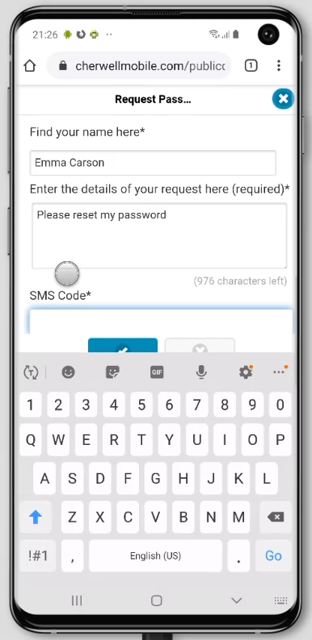 21:26
cherwellmobile.com/public
1
Request Pass...
Find your name here*
Emma Carson
Enter the details of your request here (required)*
Please reset my password
(976 characters left)
SMS Code*
GIF
1 2 3 4 5 6 7 8 9 0
Q W E R T Y U I O P
A S D F G H J K L
Z X C V B N M
!#1 , English (US) . Go